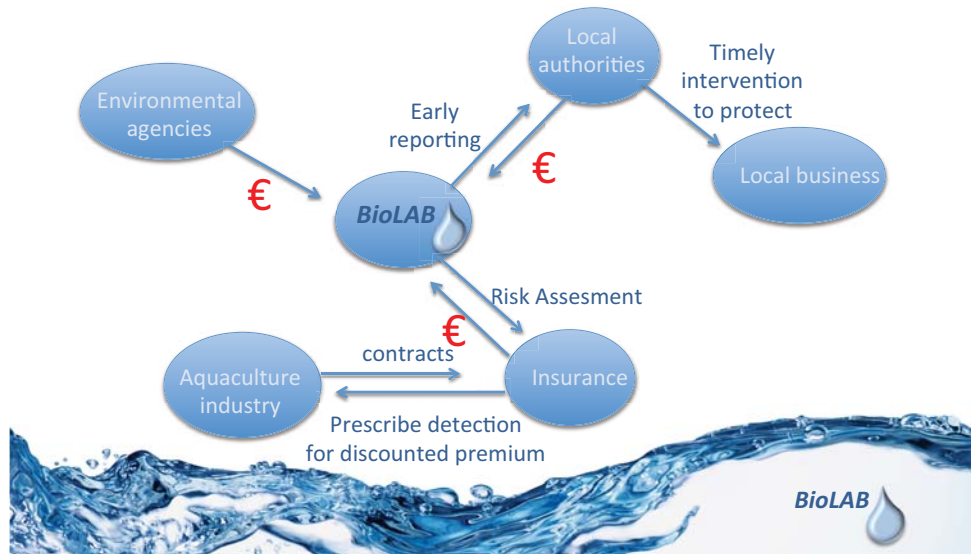 Local
authorities
Timely
intervention
to protect
Environmental
agencies
Early
reporting
€
€
Local business
BioLAB
Risk Assesment
€
contracts
Aquaculture
industry
Insurance
Prescribe detection
for discounted premium
BioLAB